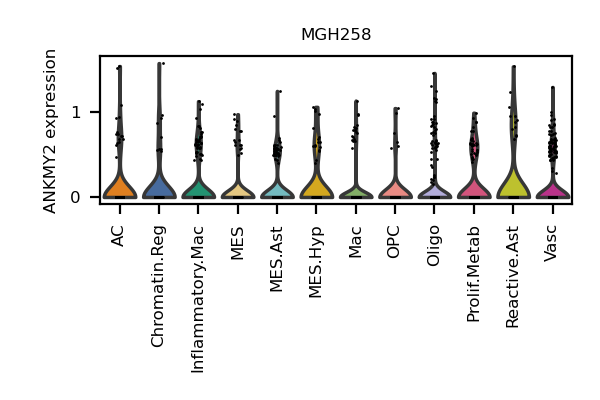 MGH258
ANKMY2 expression
1
0
AC
Chromatin.Reg
Inflammatory.Mac
MES
MES.Ast
MES.Hyp
Mac
OPC
Oligo
Prolif.Metab
Reactive.Ast
Vasc